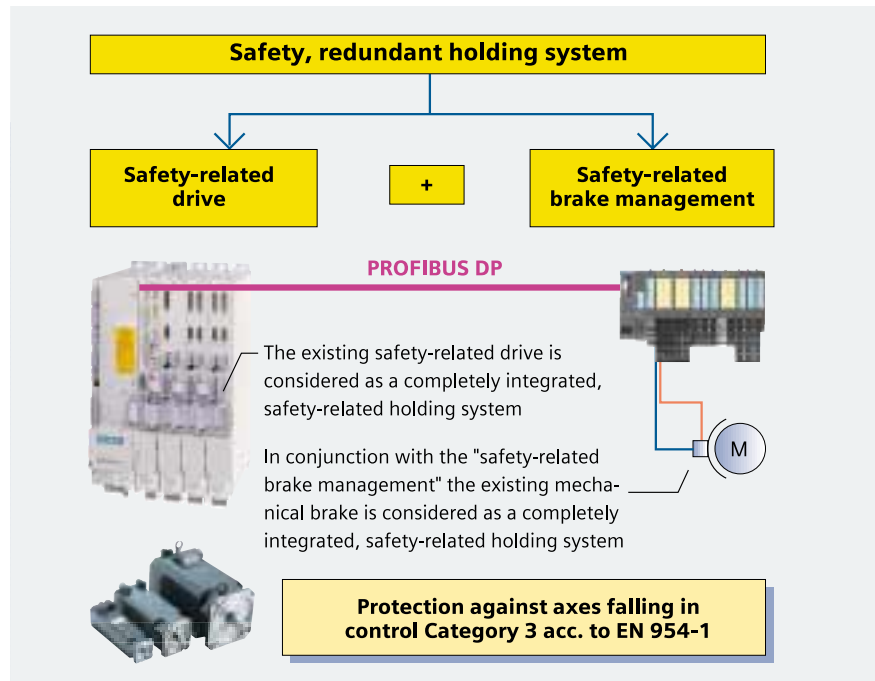 Safety, redundant holding system
Safety-related
drive
+
Safety-related
brake management
PROFIBUS DP
The existing safety-related drive is
considered as a completely integrated,
safety-related holding system
M
In conjunction with the "safety-related
brake management" the existing mecha-
nical brake is considered as a completely
integrated, safety-related holding system
Protection against axes falling in
control Category 3 acc. to EN 954-1